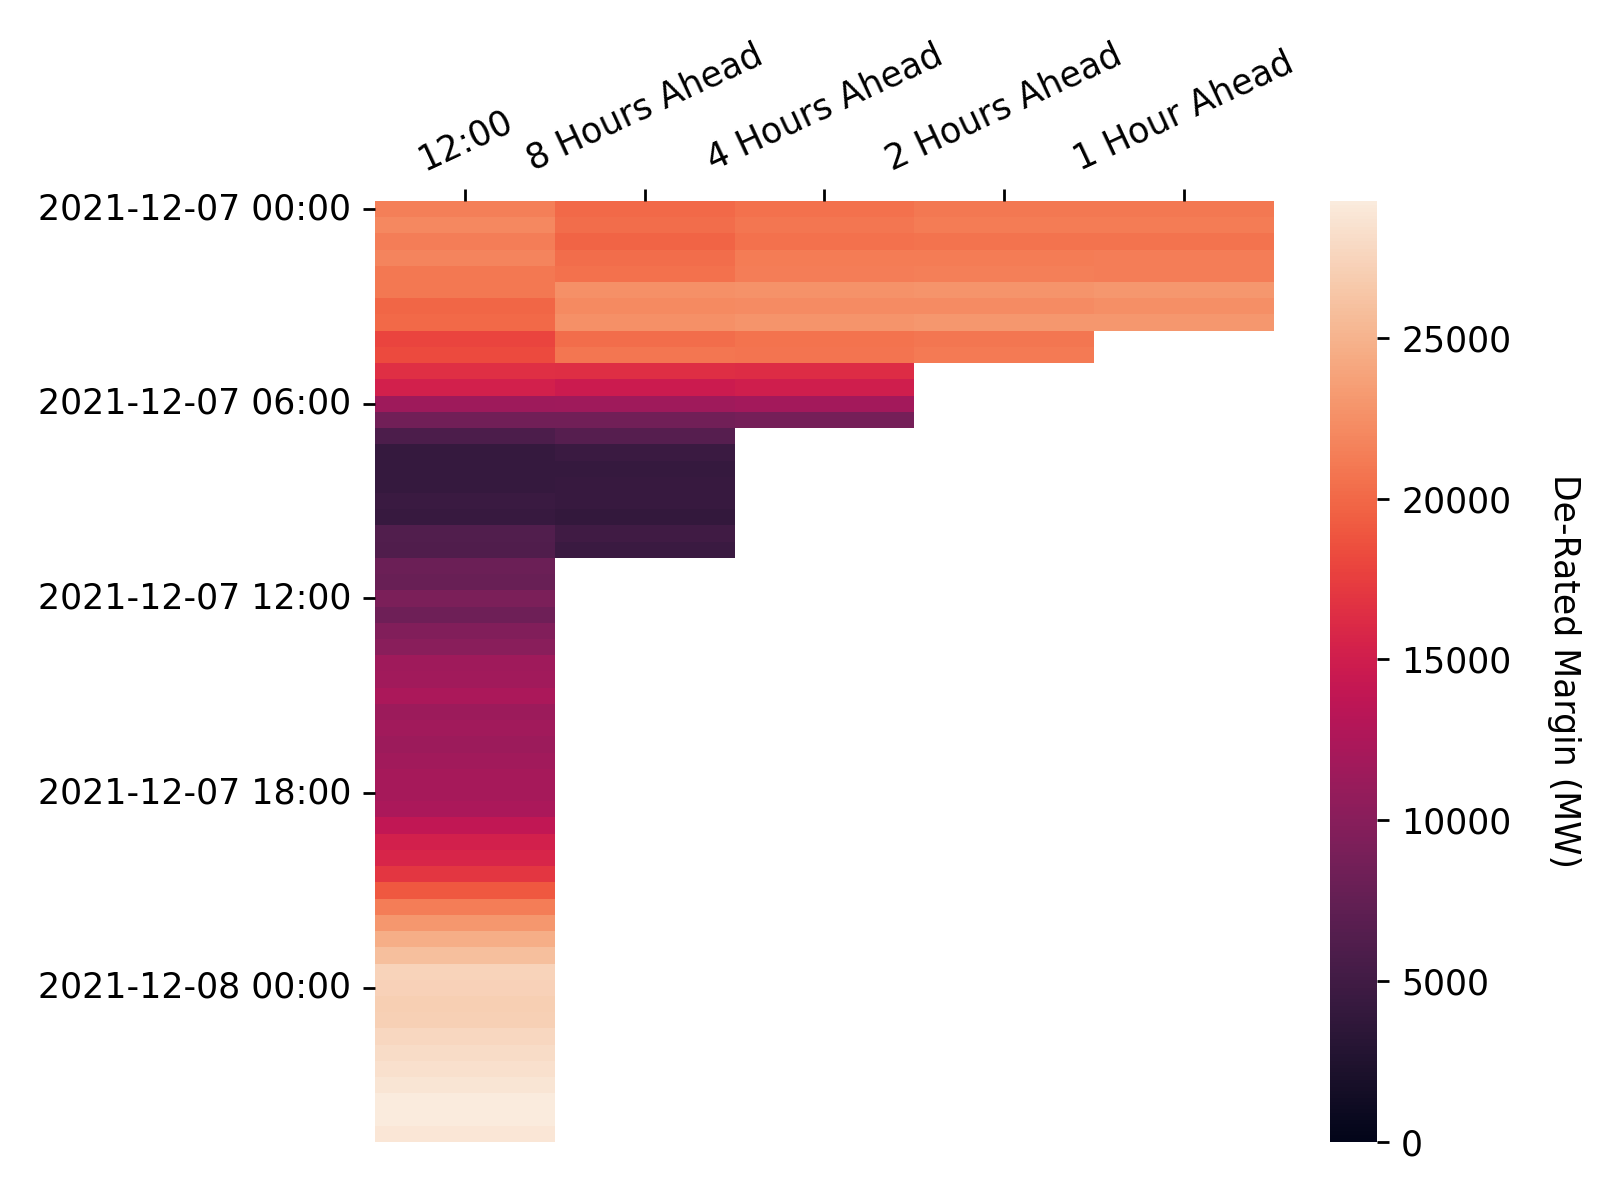 12:00
8 Hours Ahead
4 Hours Ahead
2 Hours Ahead
1 Hour Ahead
2021-12-07 00:00
2021-12-07 06:00
2021-12-07 12:00
2021-12-07 18:00
2021-12-08 00:00
25000
20000
15000
10000
5000
0
De-Rated Margin (MW)